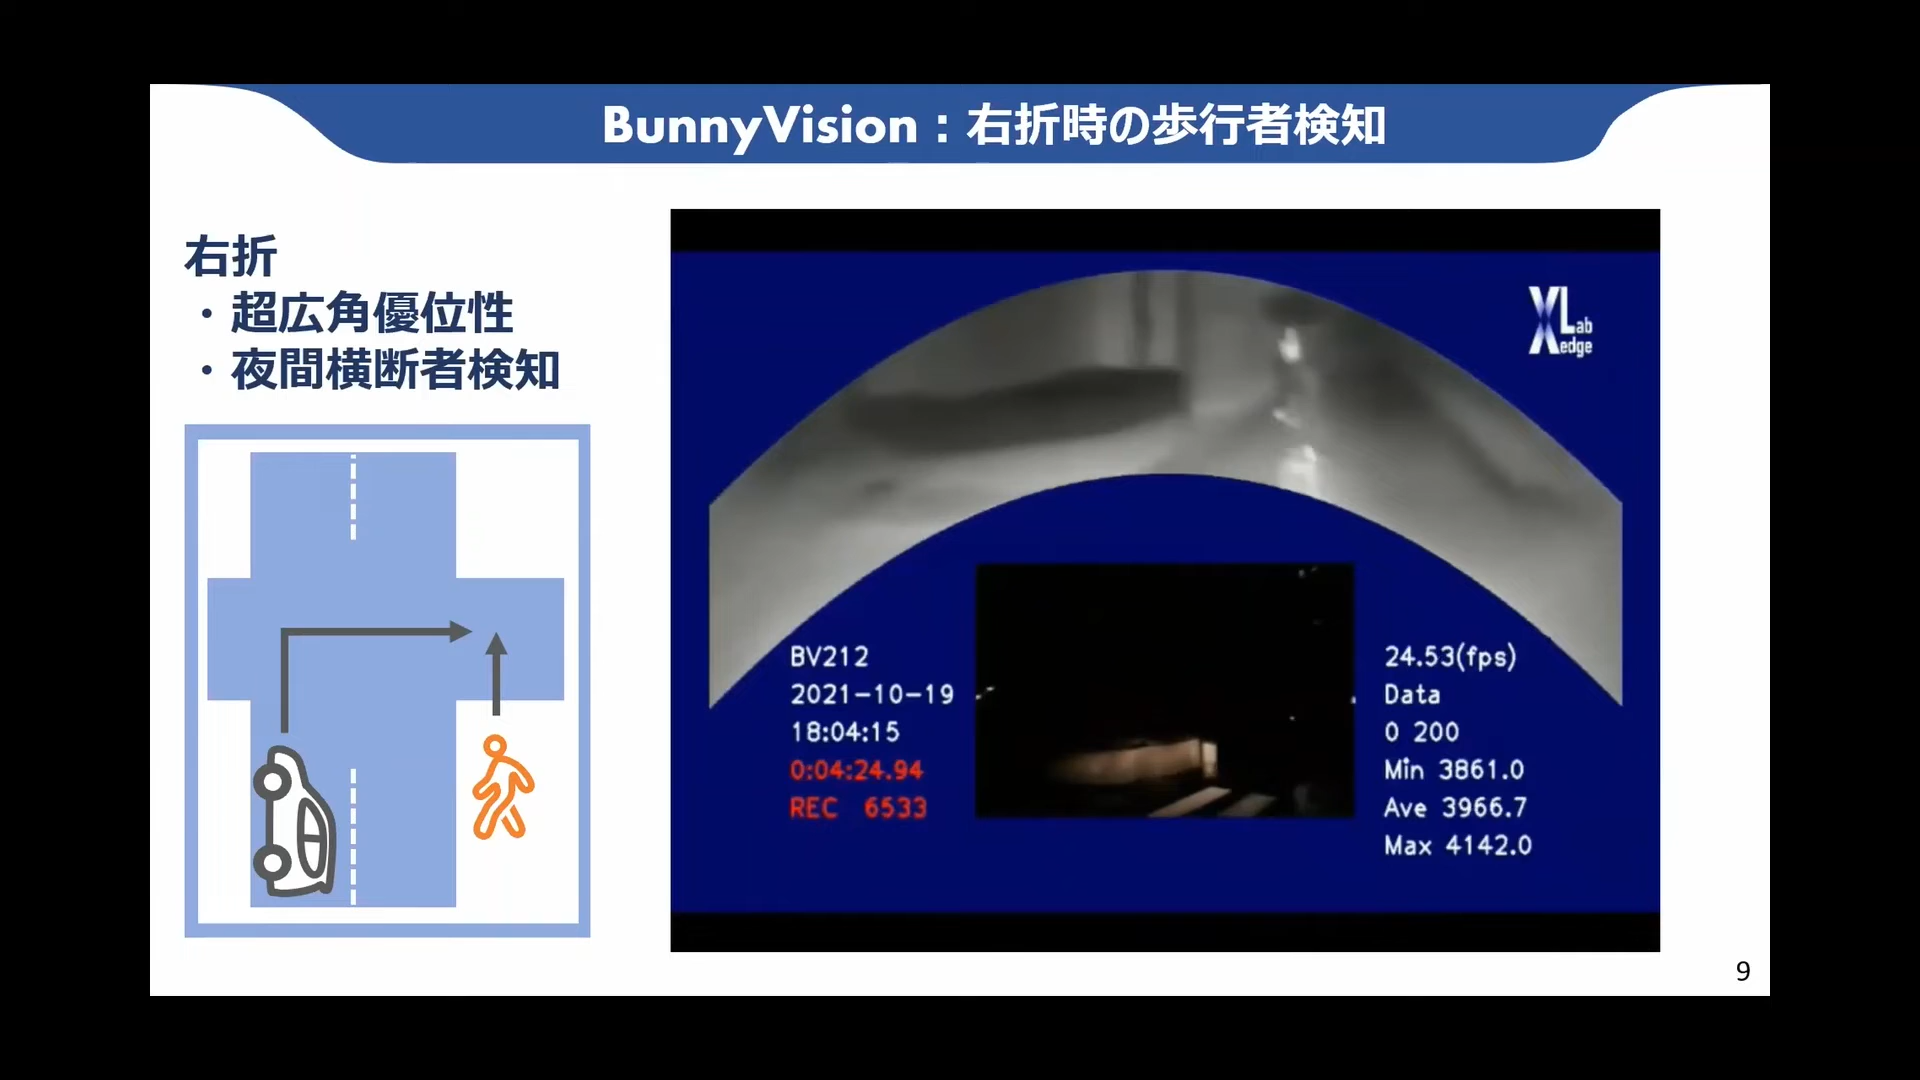 BunnyVision：右折時の歩行者検知
右折
・超広角優位性
・夜間横断者検知
XLab
Xedge
BV212
2021-10-19
18:04:15
0:04:24.94
REC 6533
24.53(fps)
Data
0 200
Min 3861.0
Ave 3966.7
Max 4142.0
9